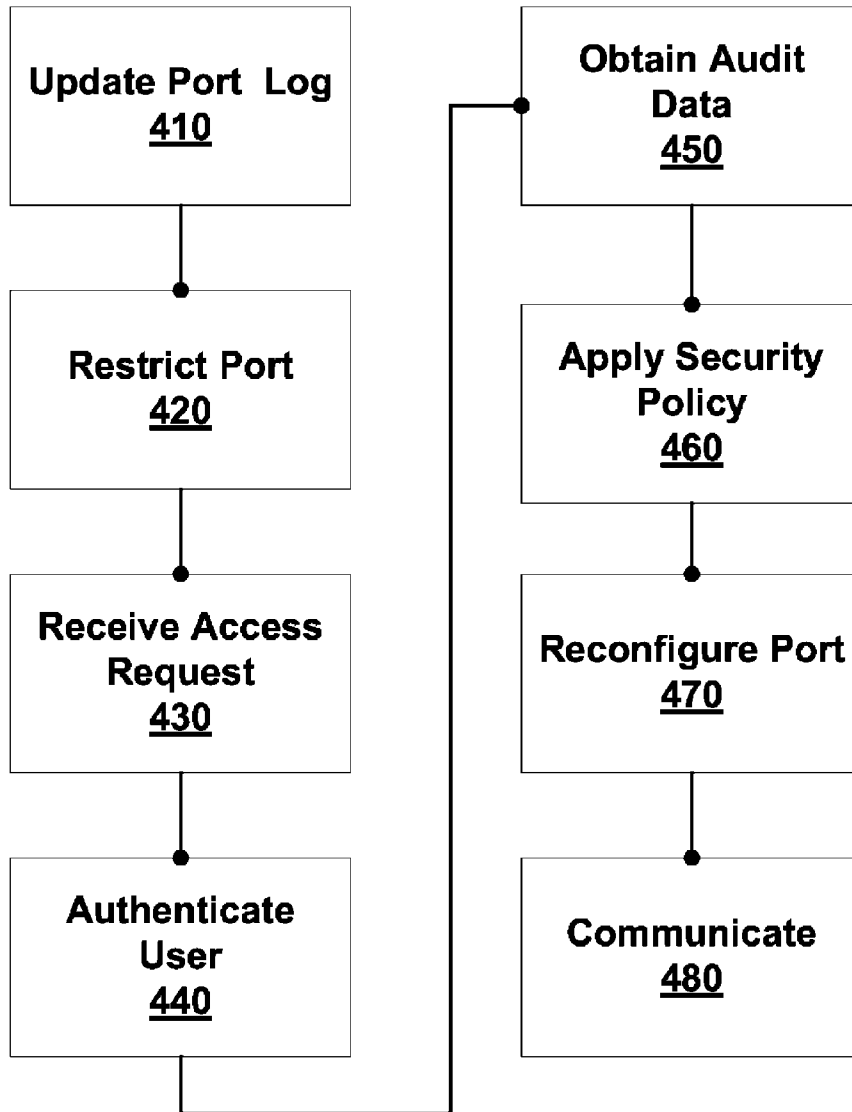 Update Port Log
410
Restrict Port
420
Receive Access
Request
430
Authenticate
User
440
Obtain Audit
Data
450
Apply Security
Policy
460
Reconfigure Port
470
Communicate
480